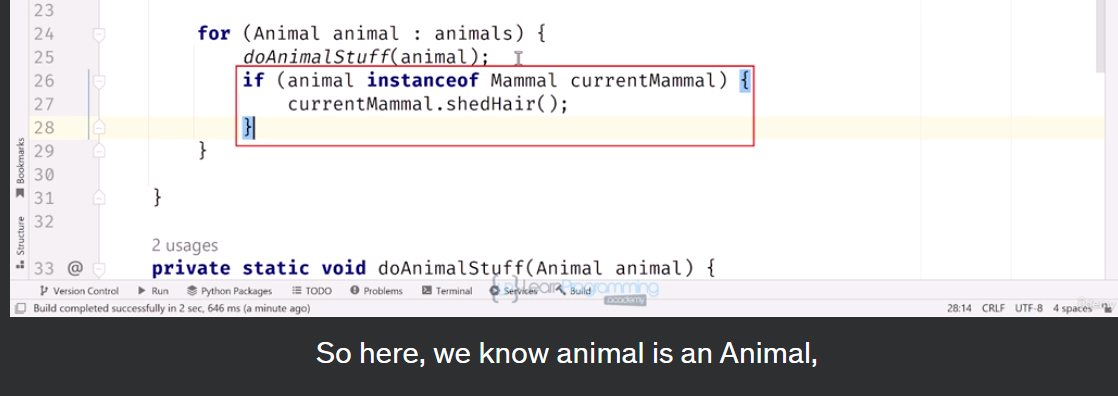 23
24 for (Animal animal : animals) {
25 doAnimalStuff(animal);
26 if (animal instanceof Mammal currentMammal) {
27 currentMammal.shedHair();
28 }
29 }
30
31 }
32
2 usages
33 @ private static void doAnimalStuff(Animal animal) {
Bookmarks
Structure
Version Control Run Python Packages TODO Problems Terminal Services Build
LearnProgramming
academy
Build completed successfully in 2 sec, 646 ms (a minute ago) 28:14 CRLF UTF-8 4 spaces
So here, we know animal is an Animal,